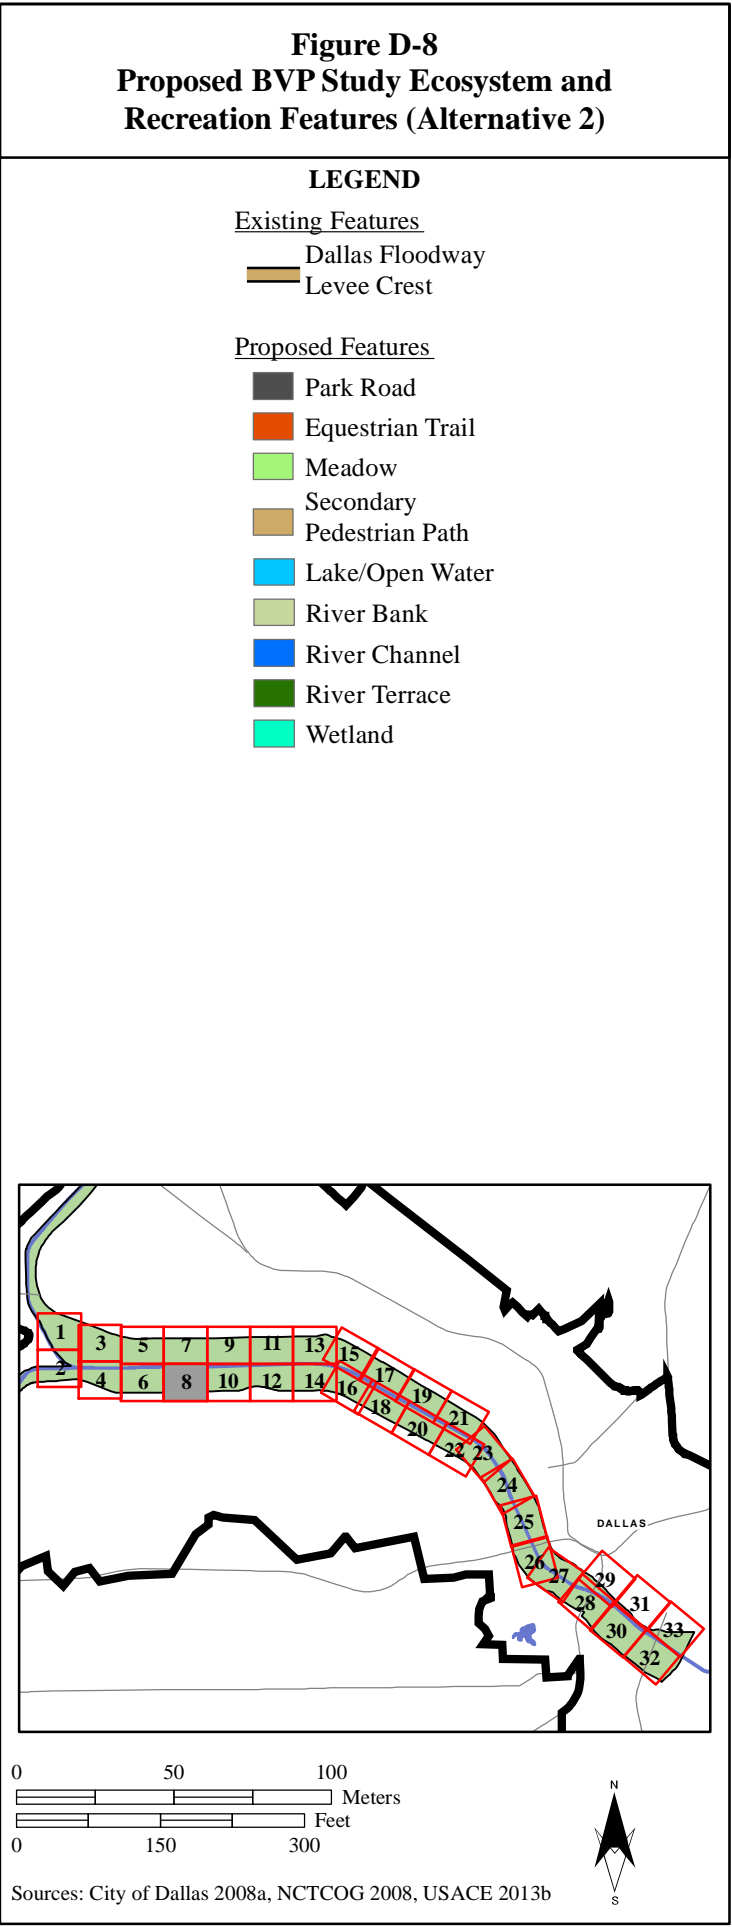 Figure D-8
Proposed BVP Study Ecosystem and
Recreation Features (Alternative 2)
LEGEND
Existing Features
Dallas Floodway
Levee Crest
Proposed Features
Park Road
Equestrian Trail
Meadow
Secondary
Pedestrian Path
Lake/Open Water
River Bank
River Channel
River Terrace
Wetland
1
3
5
7
9
11
13
2
4
6
8
10
12
14
15
16
17
18
19
20
21
22
23
24
25
DALLAS
26
27
28
29
30
31
32
33
0 50 100
Meters
Feet
0 150 300
N
S
Sources: City of Dallas 2008a, NCTCOG 2008, USACE 2013b